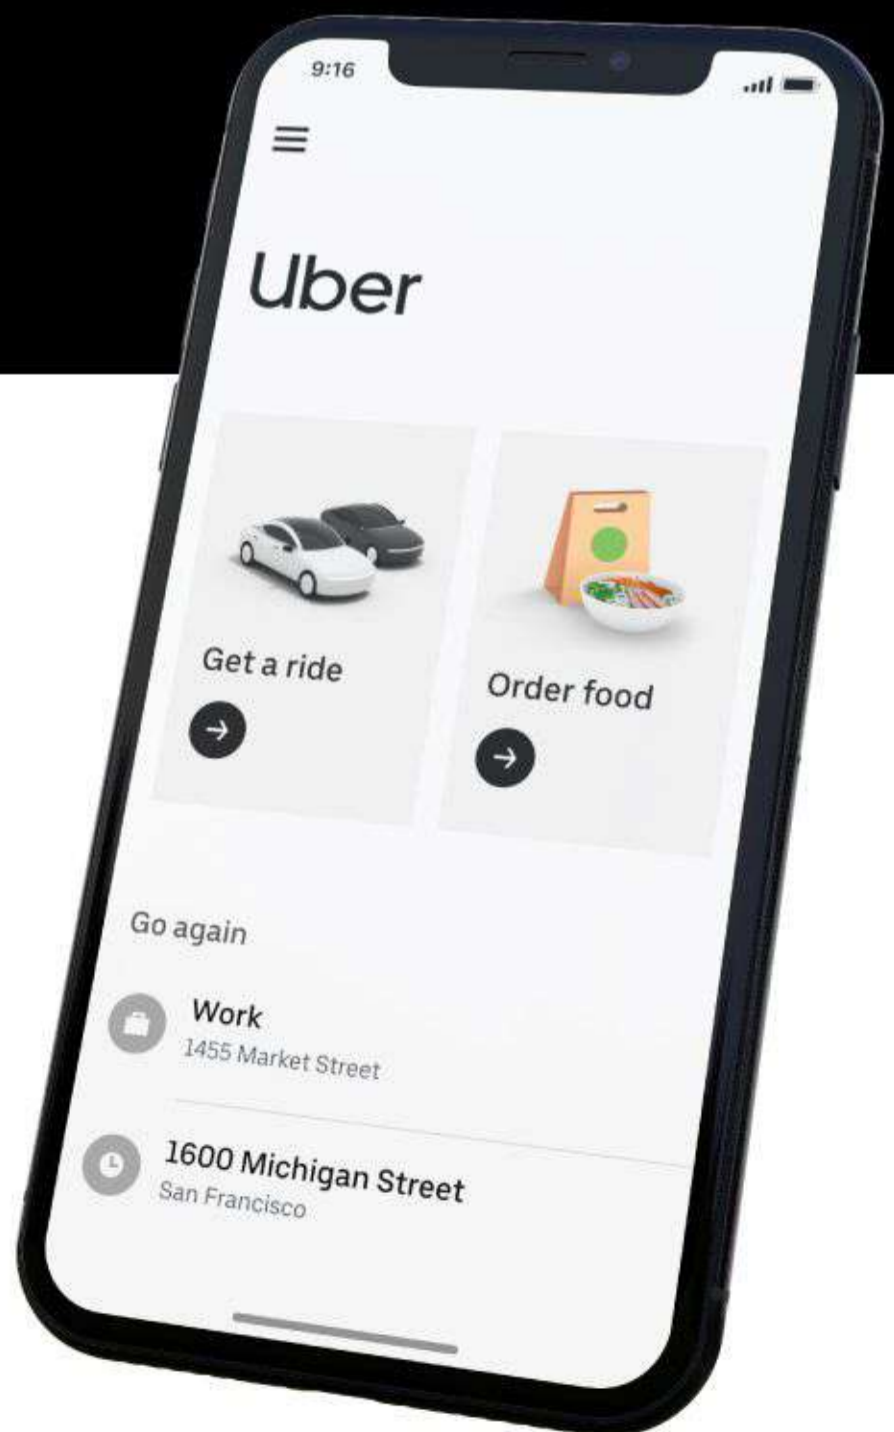 9:16
Uber
Get a ride
Order food
Go again
Work
1455 Market Street
1600 Michigan Street
San Francisco